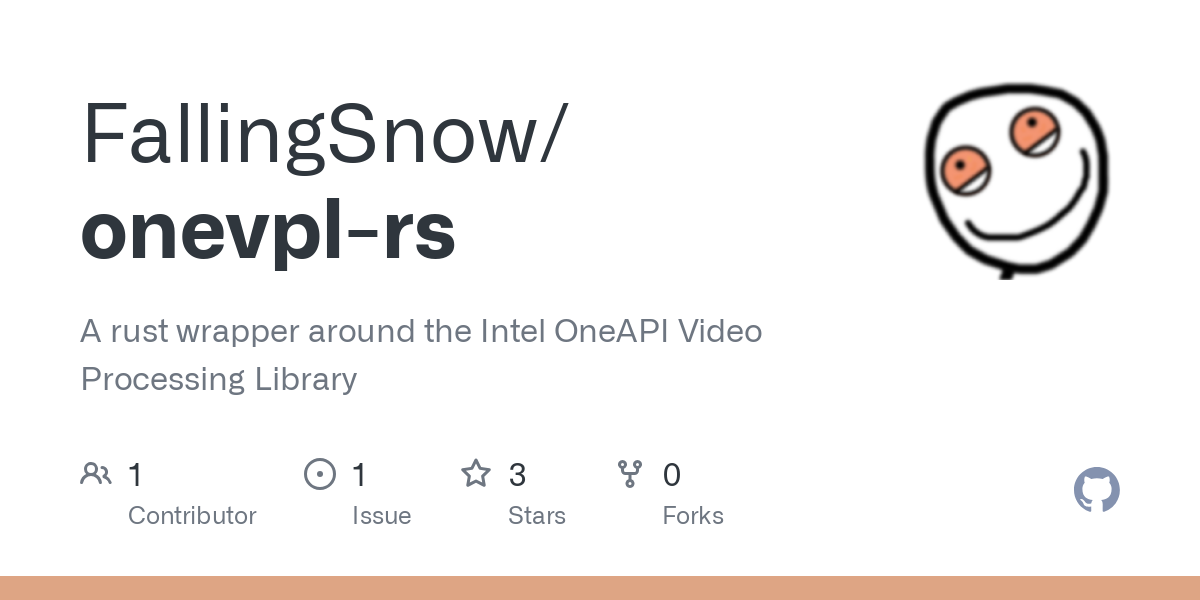 FallingSnow/
onevpl-rs
A rust wrapper around the Intel OneAPI Video
Processing Library
1 1 3 0
Contributor Issue Stars Forks